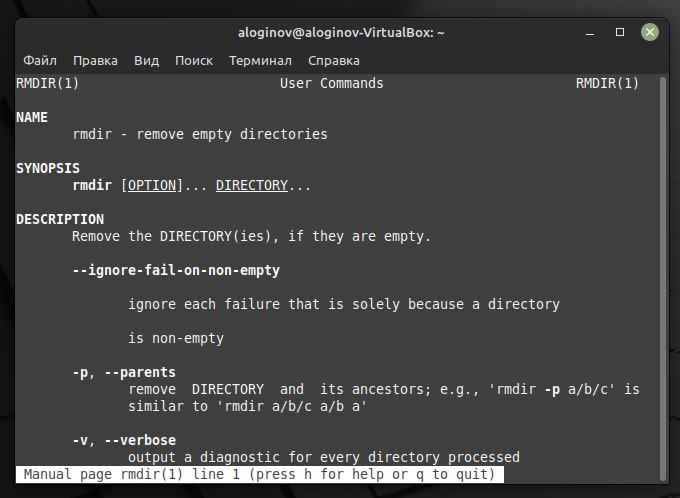 aloginov@aloginov-VirtualBox: ~
Файл Правка Вид Поиск Терминал Справка
RMDIR(1) User Commands RMDIR(1)
NAME
rmdir - remove empty directories
SYNOPSIS
rmdir [OPTION]... DIRECTORY...
DESCRIPTION
Remove the DIRECTORY(ies), if they are empty.
--ignore-fail-on-non-empty
ignore each failure that is solely because a directory
is non-empty
-p, --parents
remove DIRECTORY and its ancestors; e.g., 'rmdir -p a/b/c' is
similar to 'rmdir a/b/c a/b a'
-v, --verbose
output a diagnostic for every directory processed
Manual page rmdir(1) line 1 (press h for help or q to quit)